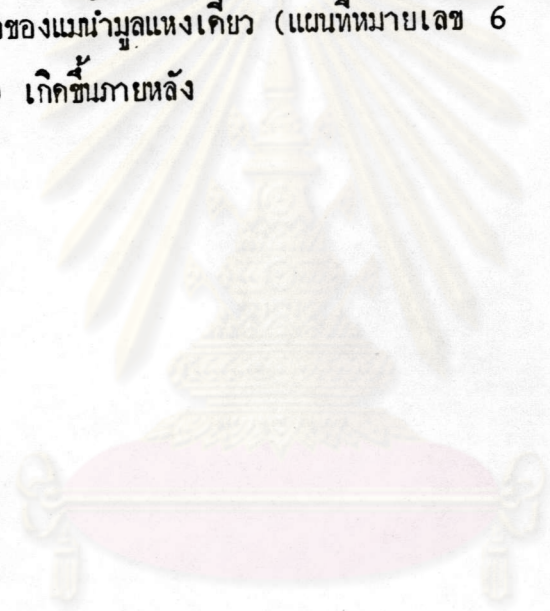 ของแม่น้ำมูลแห่งเดียว (แผนที่หมายเลข 6
เกิดขึ้นภายหลัง